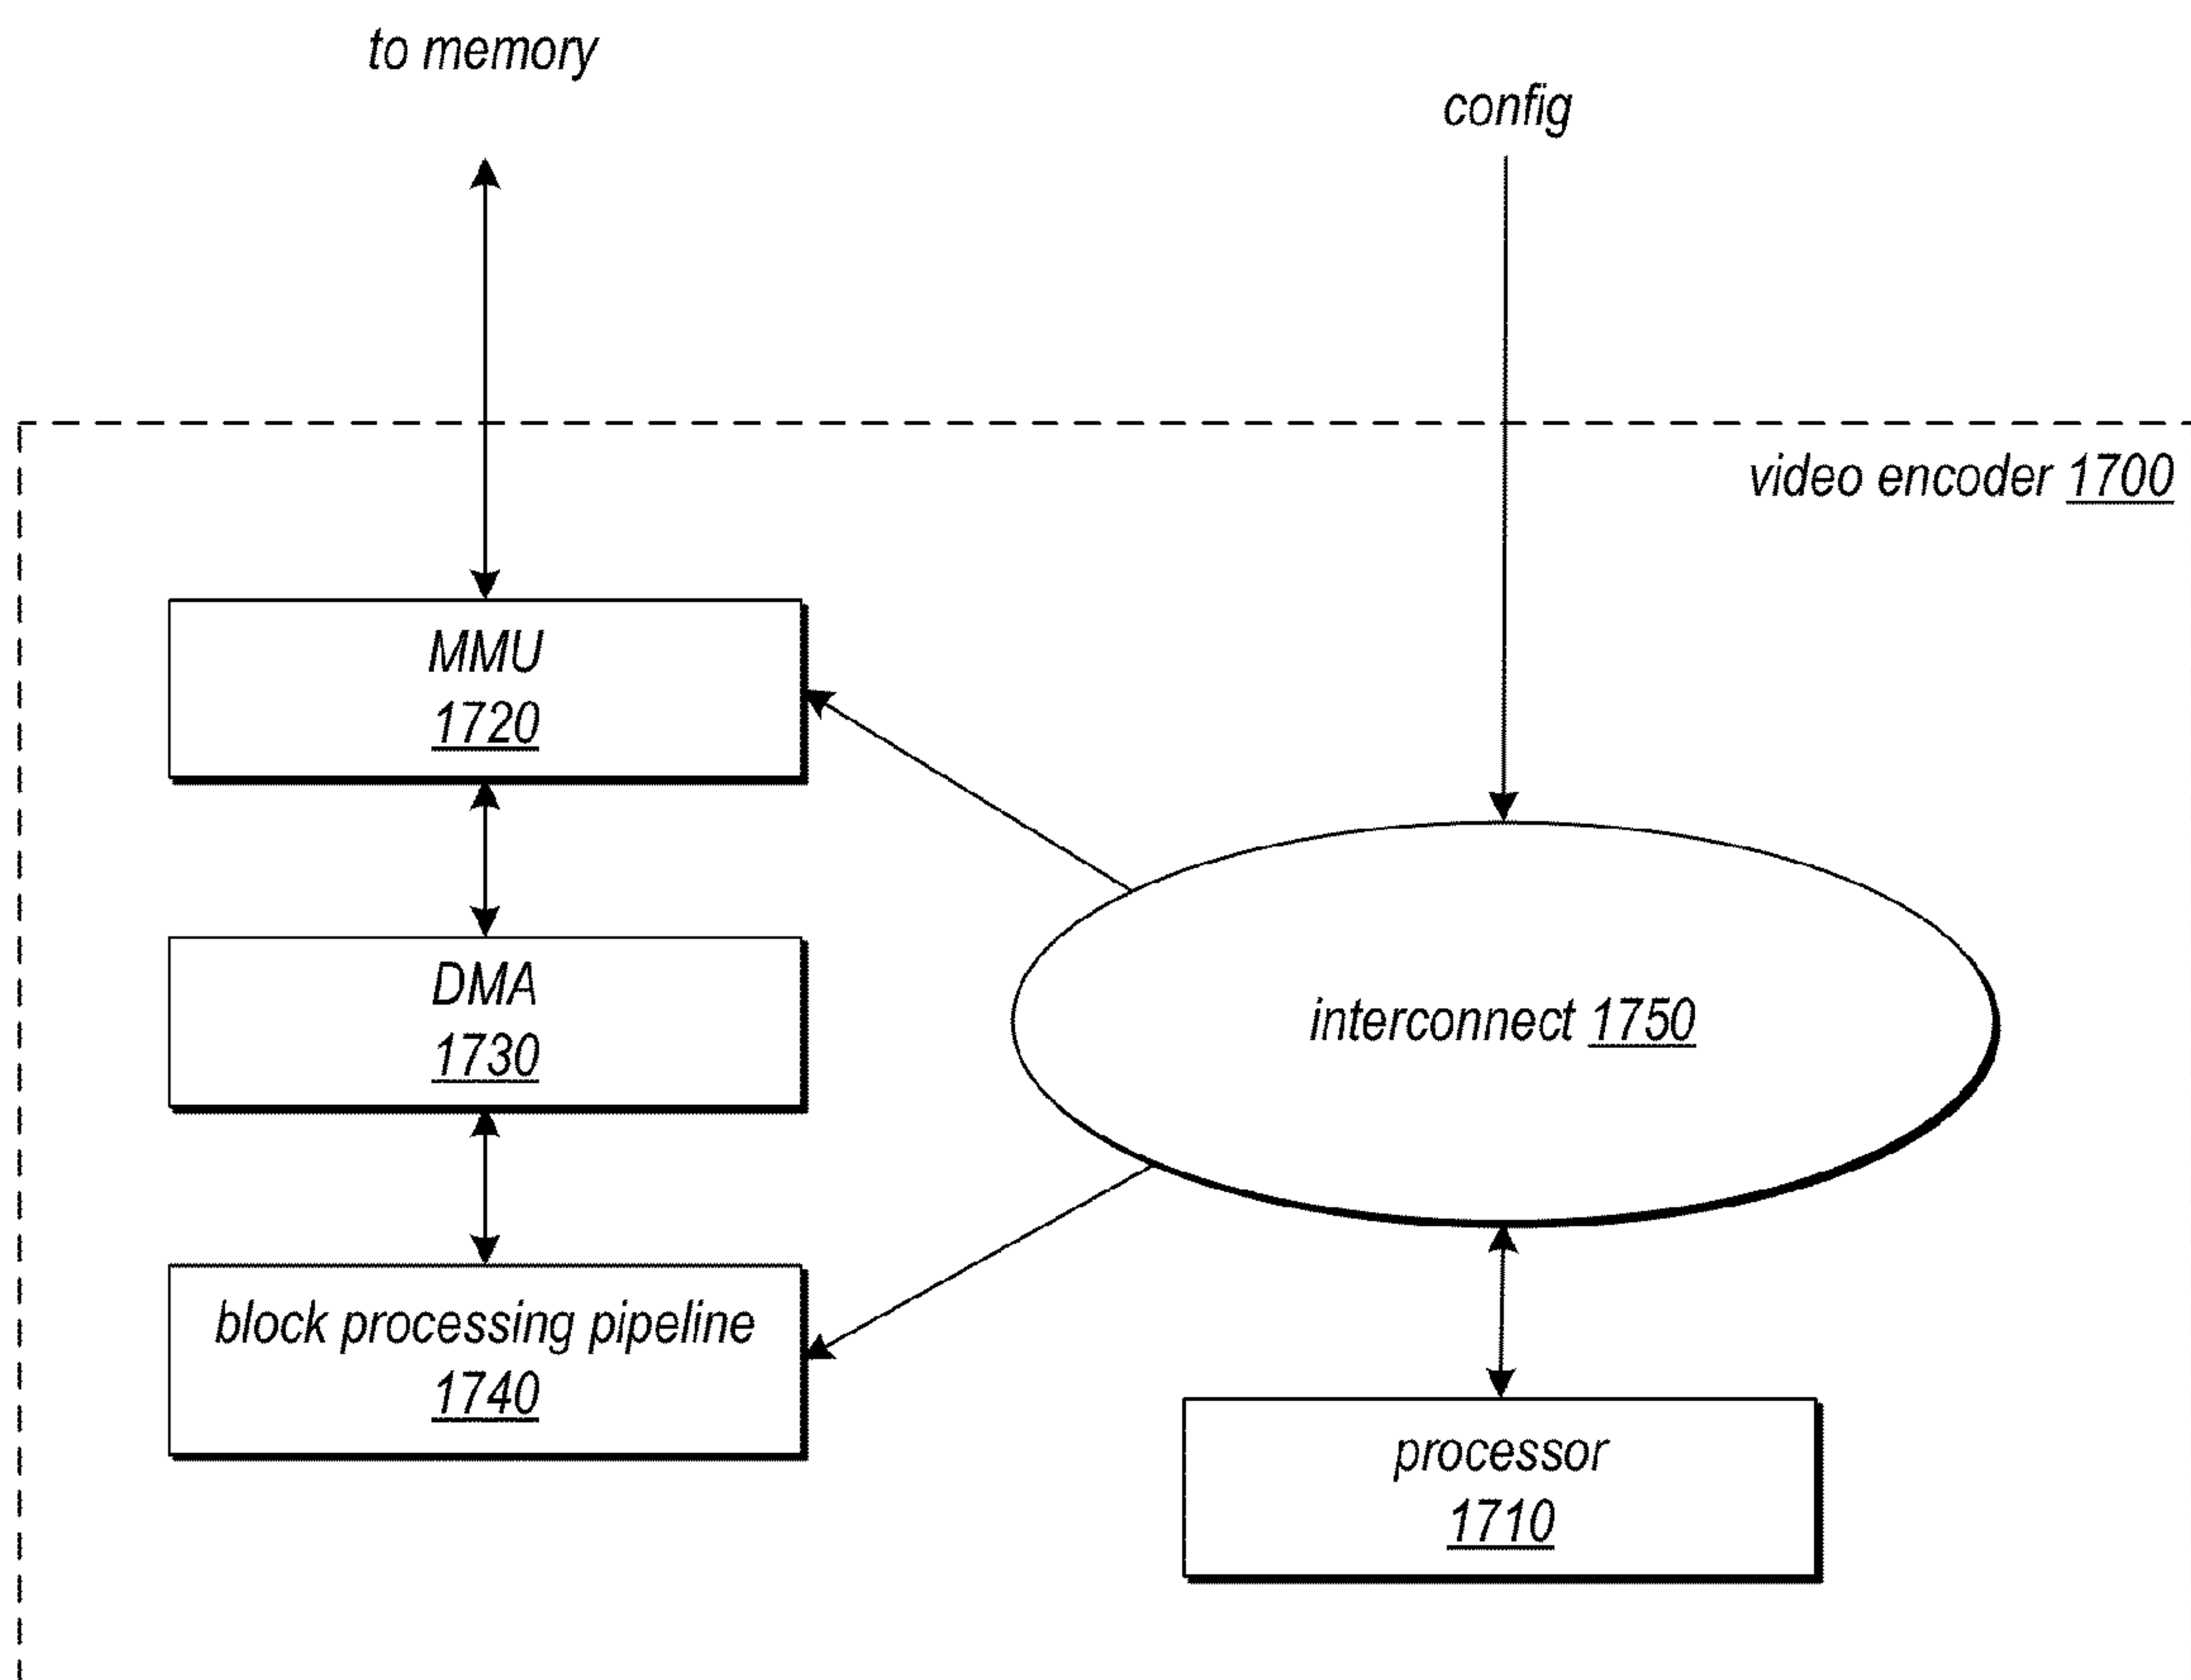 to memory
config
video encoder 1700
MMU
1720
DMA
1730
interconnect 1750
block processing pipeline
1740
processor
1710